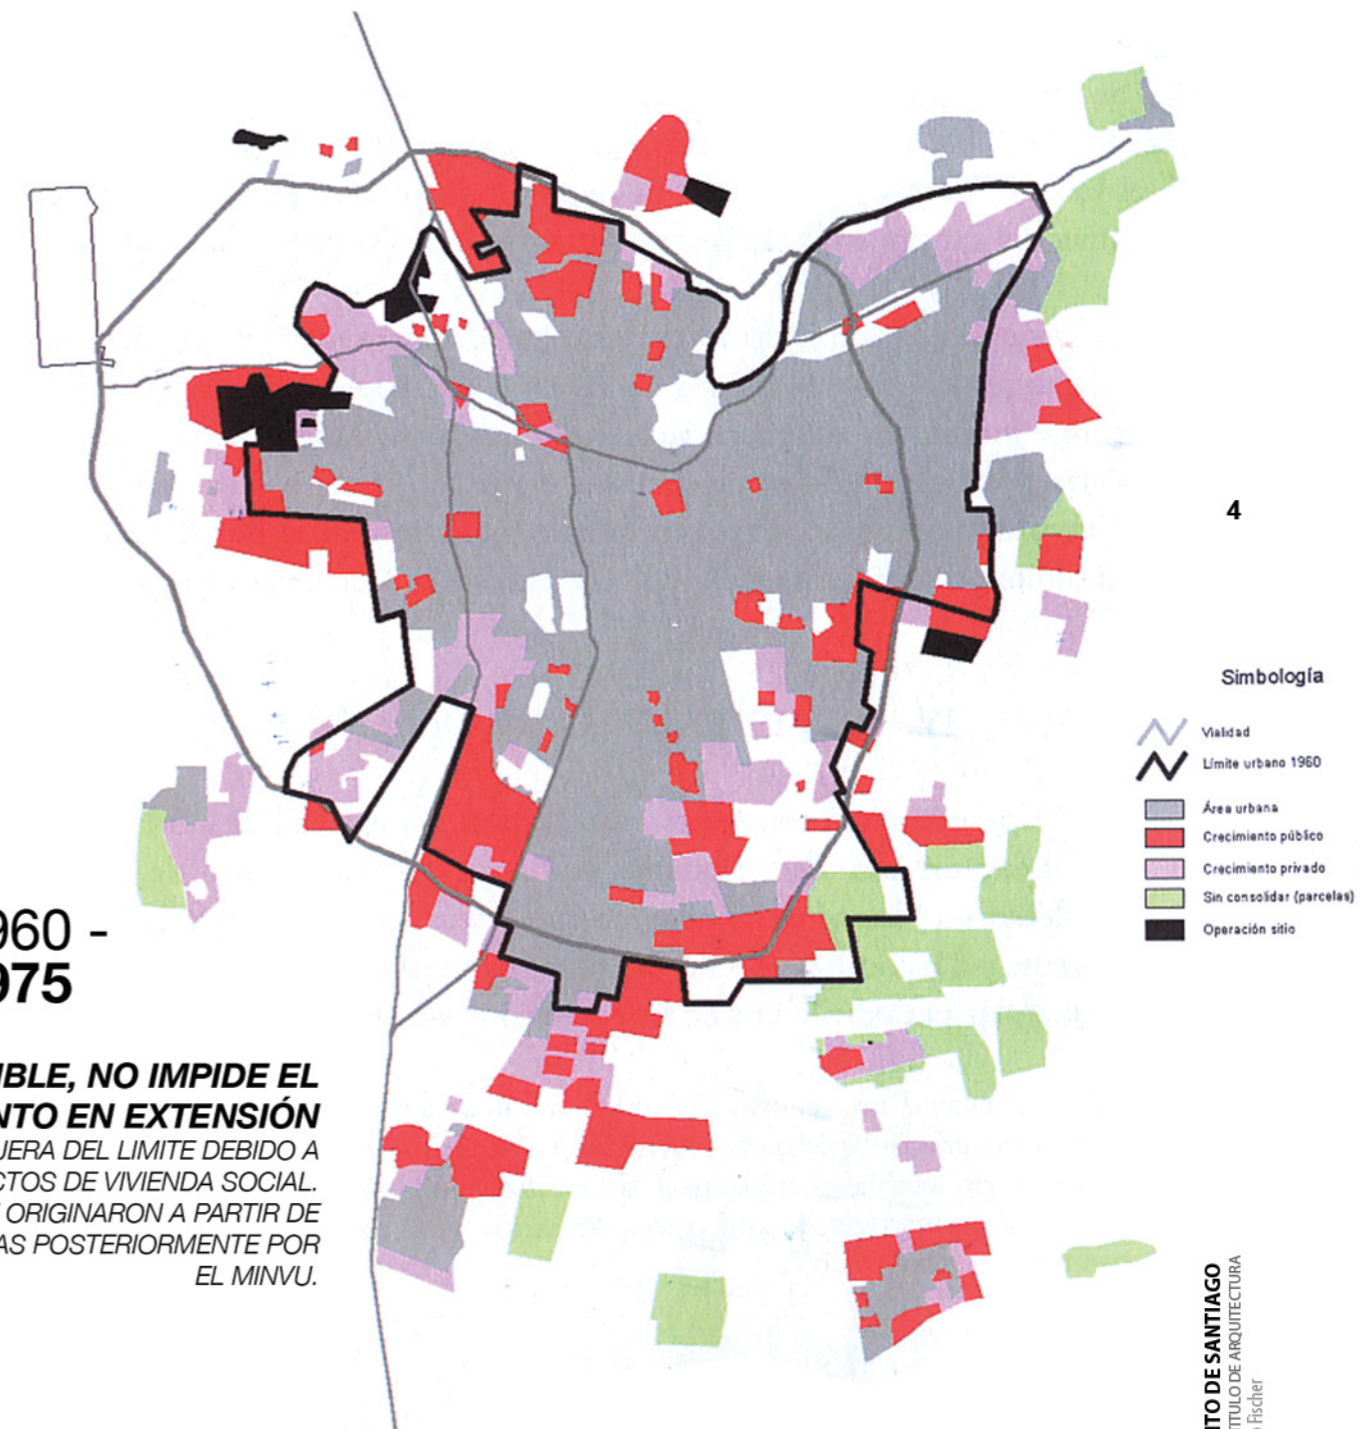 960 -
975
IBLE, NO IMPIDE EL
NTO EN EXTENSIÓN
UERA DEL LIMITE DEBIDO A
CTOS DE VIVIENDA SOCIAL.
ORIGINARON A PARTIR DE
AS POSTERIORMENTE POR
EL MINVU.
4
Simbología
Vialidad
Límite urbano 1960
Área urbana
Crecimiento público
Crecimiento privado
Sin consolidar (parcelas)
Operación sitio
NTO DE SANTIAGO
TITULO DE ARQUITECTURA
Fischer